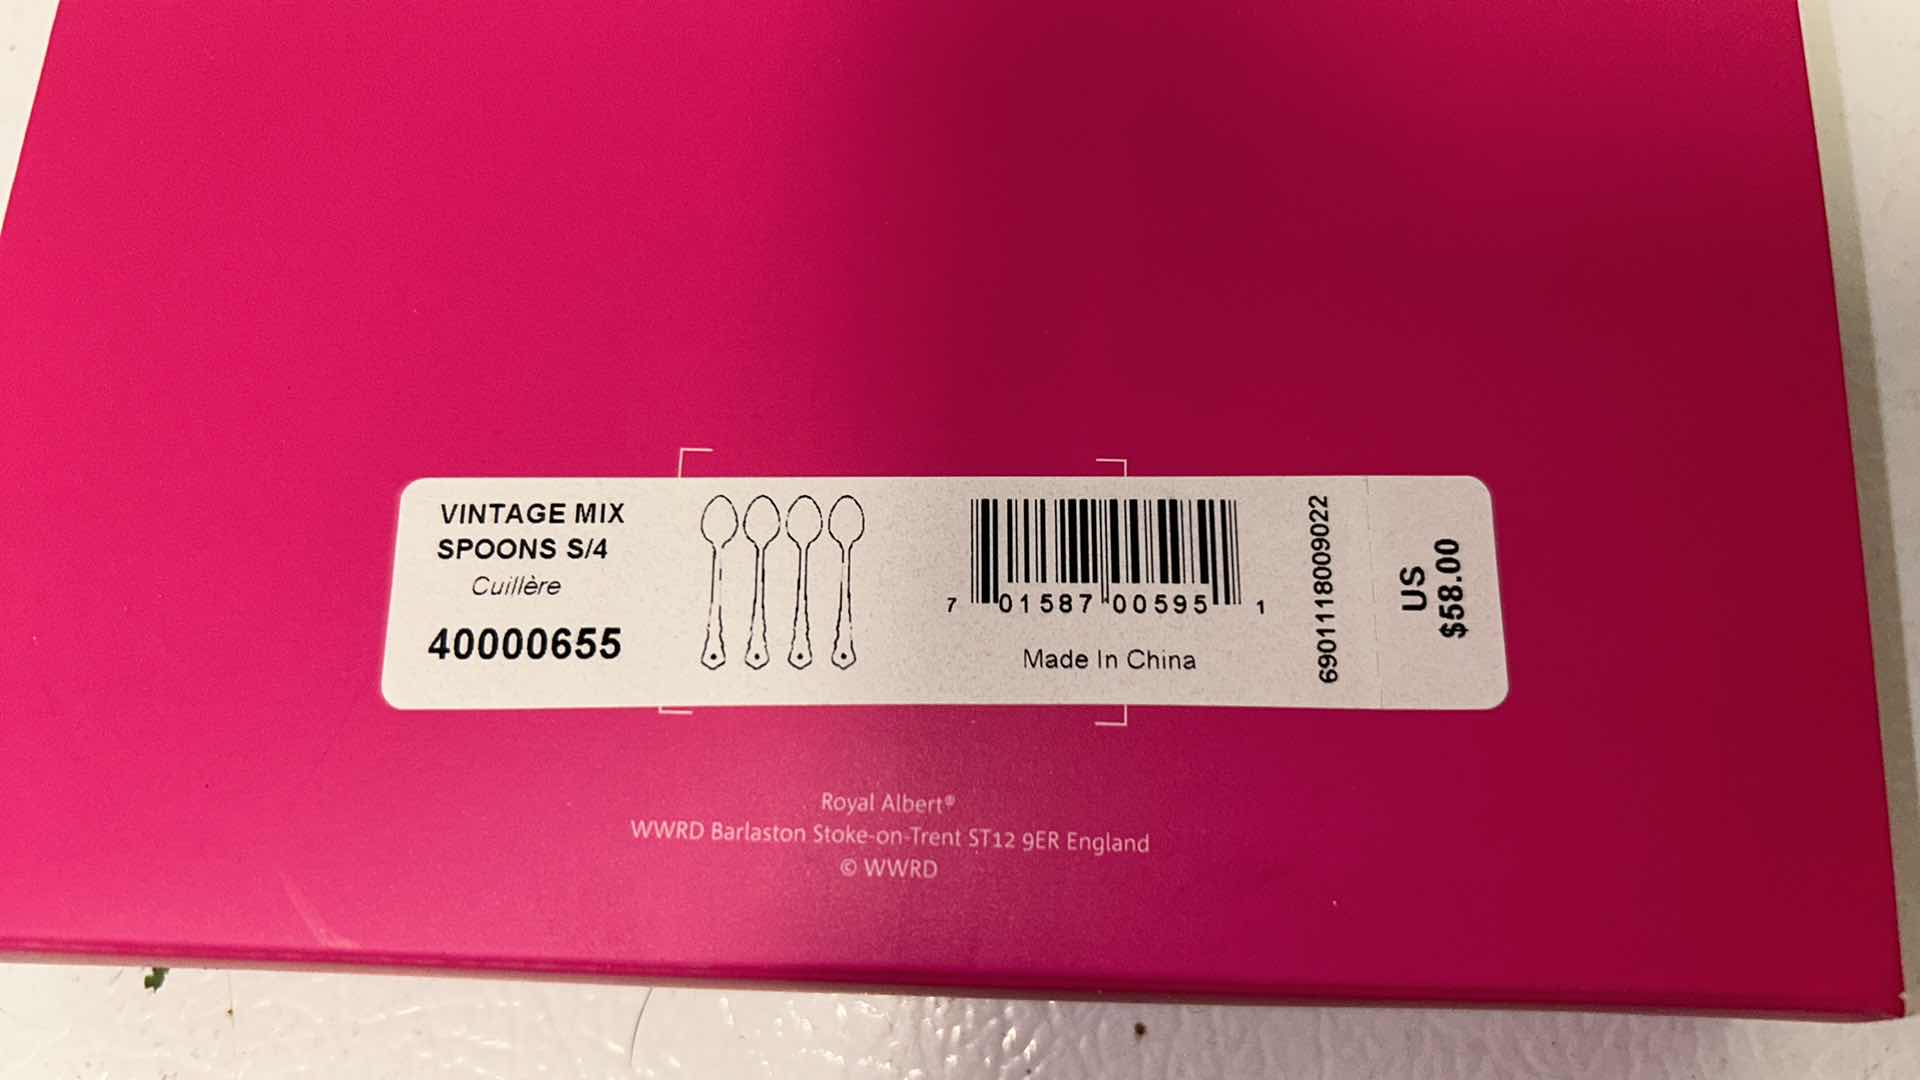 VINTAGE MIX
SPOONS S/4
Cuillère
40000655
7 01587 00595 1
Made In China
6901118009022
US
$58.00
Royal Albert®
WWRD Barlaston Stoke-on-Trent ST12 9ER England
© WWRD